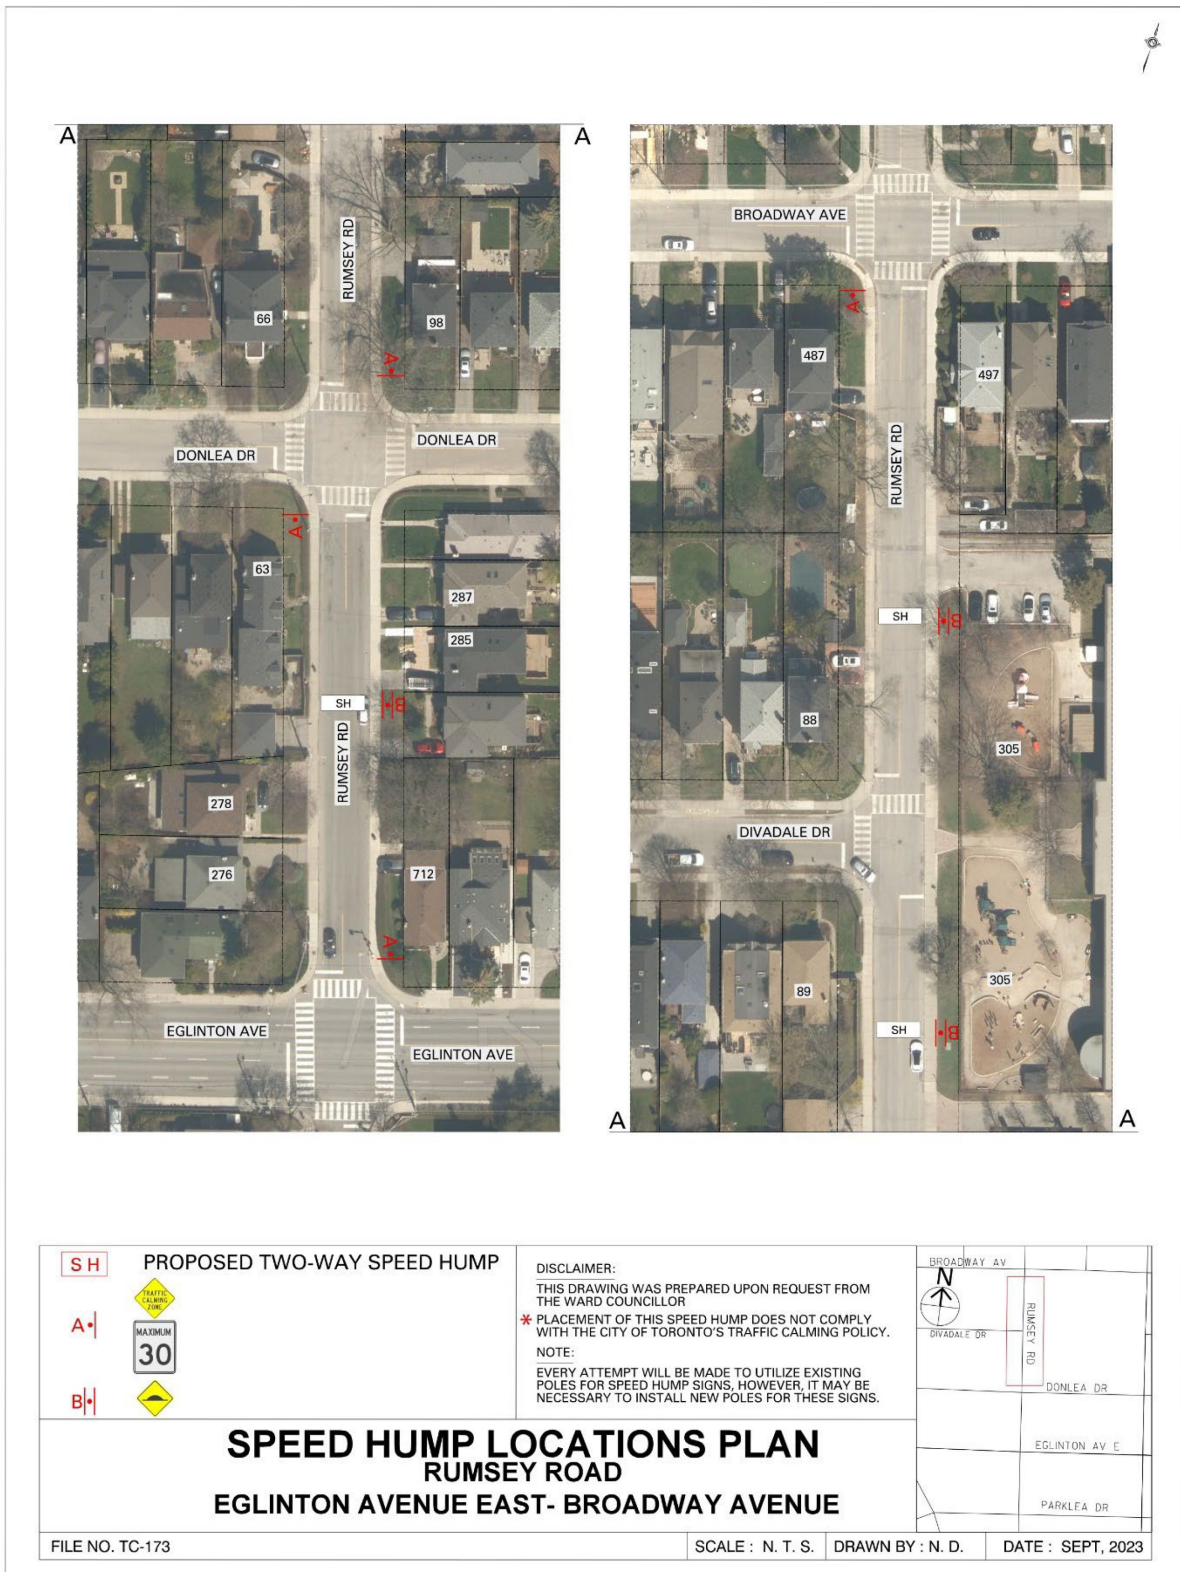 A
A
RUMSEY RD
66
98
A
DONLEA DR
DONLEA DR
A
63
287
285
SH
B
RUMSEY RD
278
276
712
A
EGLINTON AVE
EGLINTON AVE
BROADWAY AVE
A
487
497
RUMSEY RD
SH
B
88
305
DIVADALE DR
89
305
SH
B
A
A
SH
PROPOSED TWO-WAY SPEED HUMP
TRAFFIC
CALMING
ZONE
A
MAXIMUM
30
B
DISCLAIMER:
THIS DRAWING WAS PREPARED UPON REQUEST FROM
THE WARD COUNCILLOR
* PLACEMENT OF THIS SPEED HUMP DOES NOT COMPLY
WITH THE CITY OF TORONTO'S TRAFFIC CALMING POLICY.
NOTE:
EVERY ATTEMPT WILL BE MADE TO UTILIZE EXISTING
POLES FOR SPEED HUMP SIGNS, HOWEVER, IT MAY BE
NECESSARY TO INSTALL NEW POLES FOR THESE SIGNS.
BROADWAY AV
N
DIVADALE DR
RUMSEY RD
DONLEA DR
EGLINTON AV E
PARKLEA DR
SPEED HUMP LOCATIONS PLAN
RUMSEY ROAD
EGLINTON AVENUE EAST- BROADWAY AVENUE
FILE NO. TC-173
SCALE : N. T. S.
DRAWN BY : N. D.
DATE : SEPT, 2023